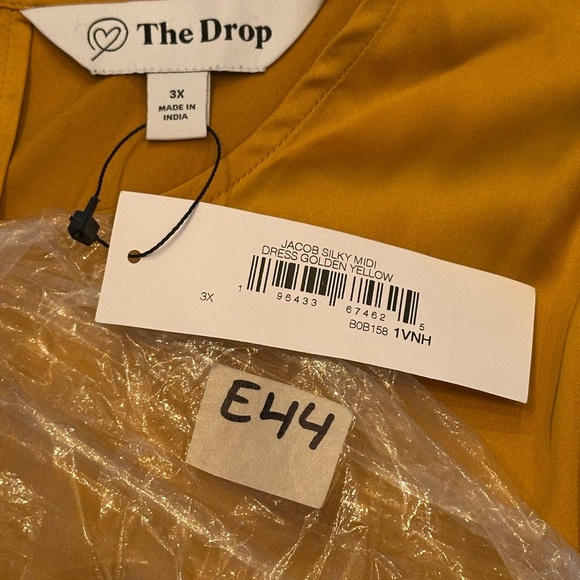 The Drop
3X
MADE IN
INDIA
JACOB SILKY MIDI
DRESS GOLDEN YELLOW
3X
1 96433 67462 5
B0B158 1VNH
E44